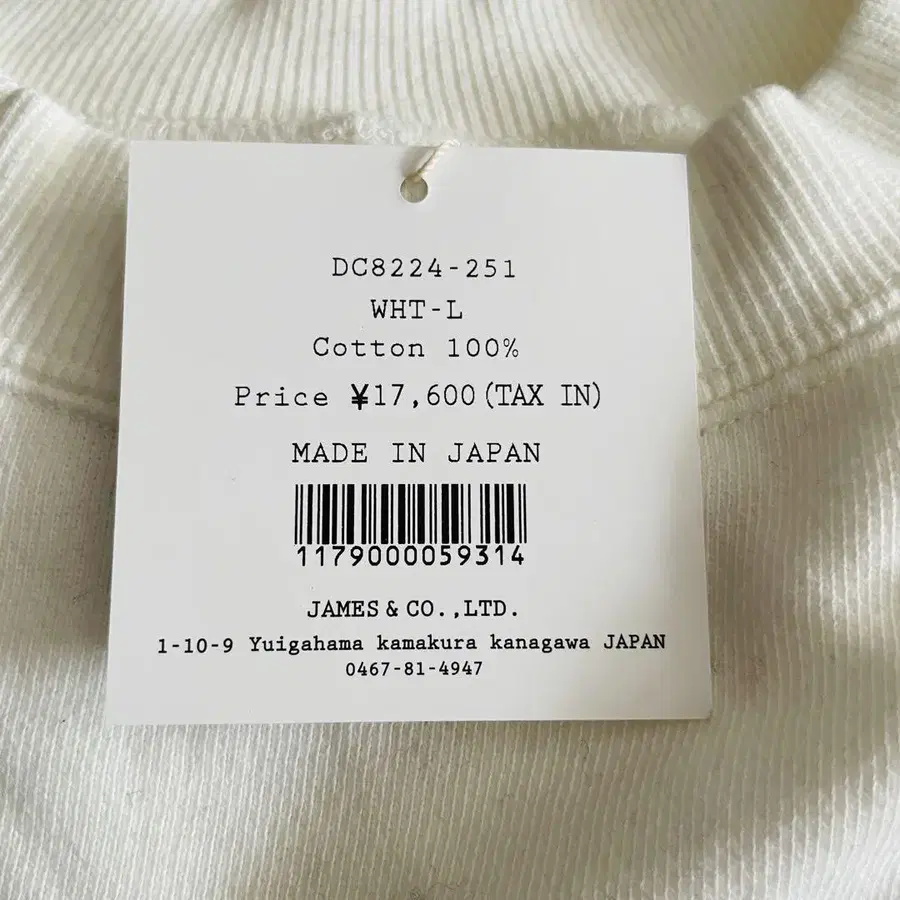 DC8224-251
WHT-L
Cotton 100%
Price ¥17,600(TAX IN)
MADE IN JAPAN
1179000059314
JAMES & CO.,LTD.
1-10-9 Yuigahama kamakura kanagawa JAPAN
0467-81-4947